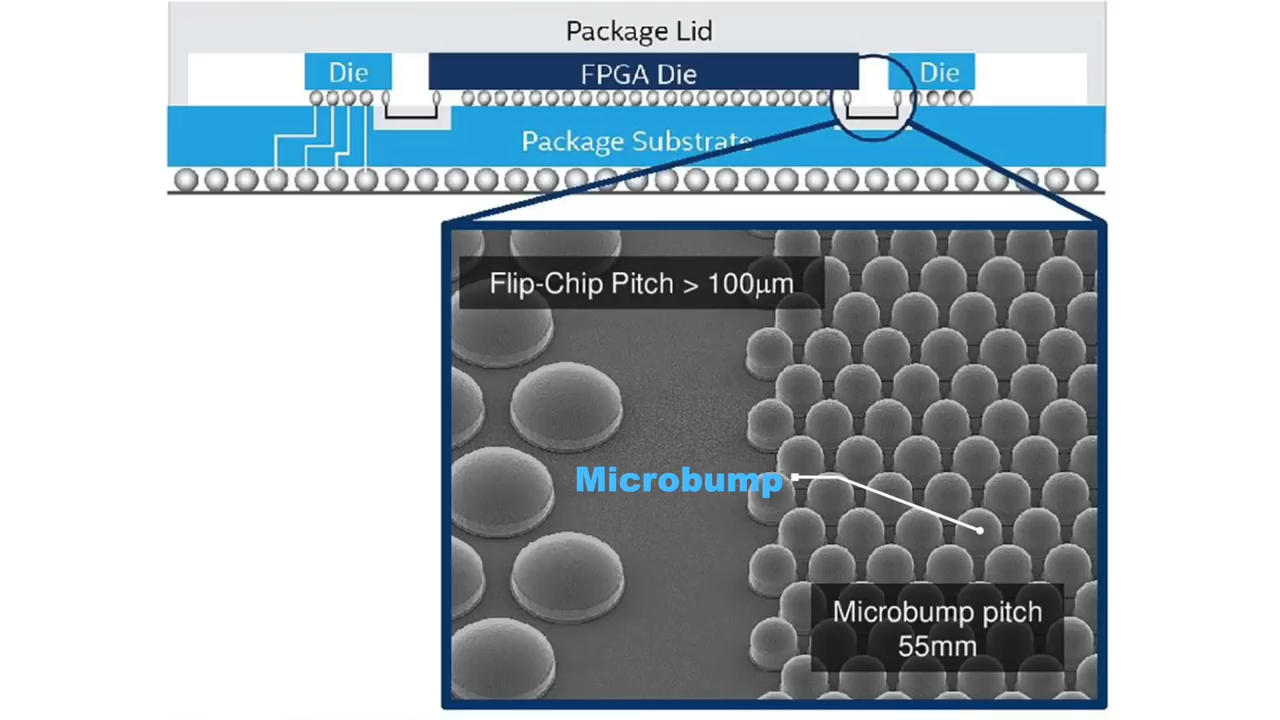 Package Lid
Die
FPGA Die
Die
Package Substrate
Flip-Chip Pitch > 100μm
Microbump
Microbump pitch
55mm